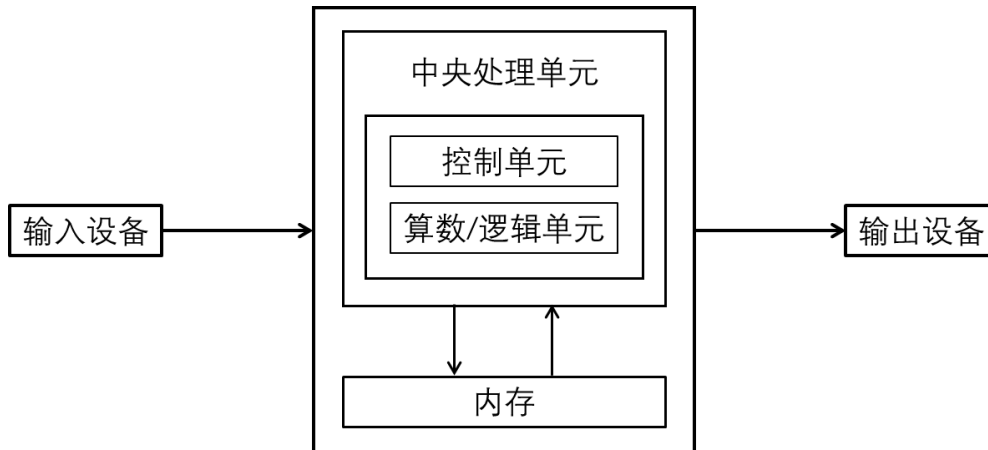 中央处理单元
控制单元
算数/逻辑单元
输入设备
输出设备
内存